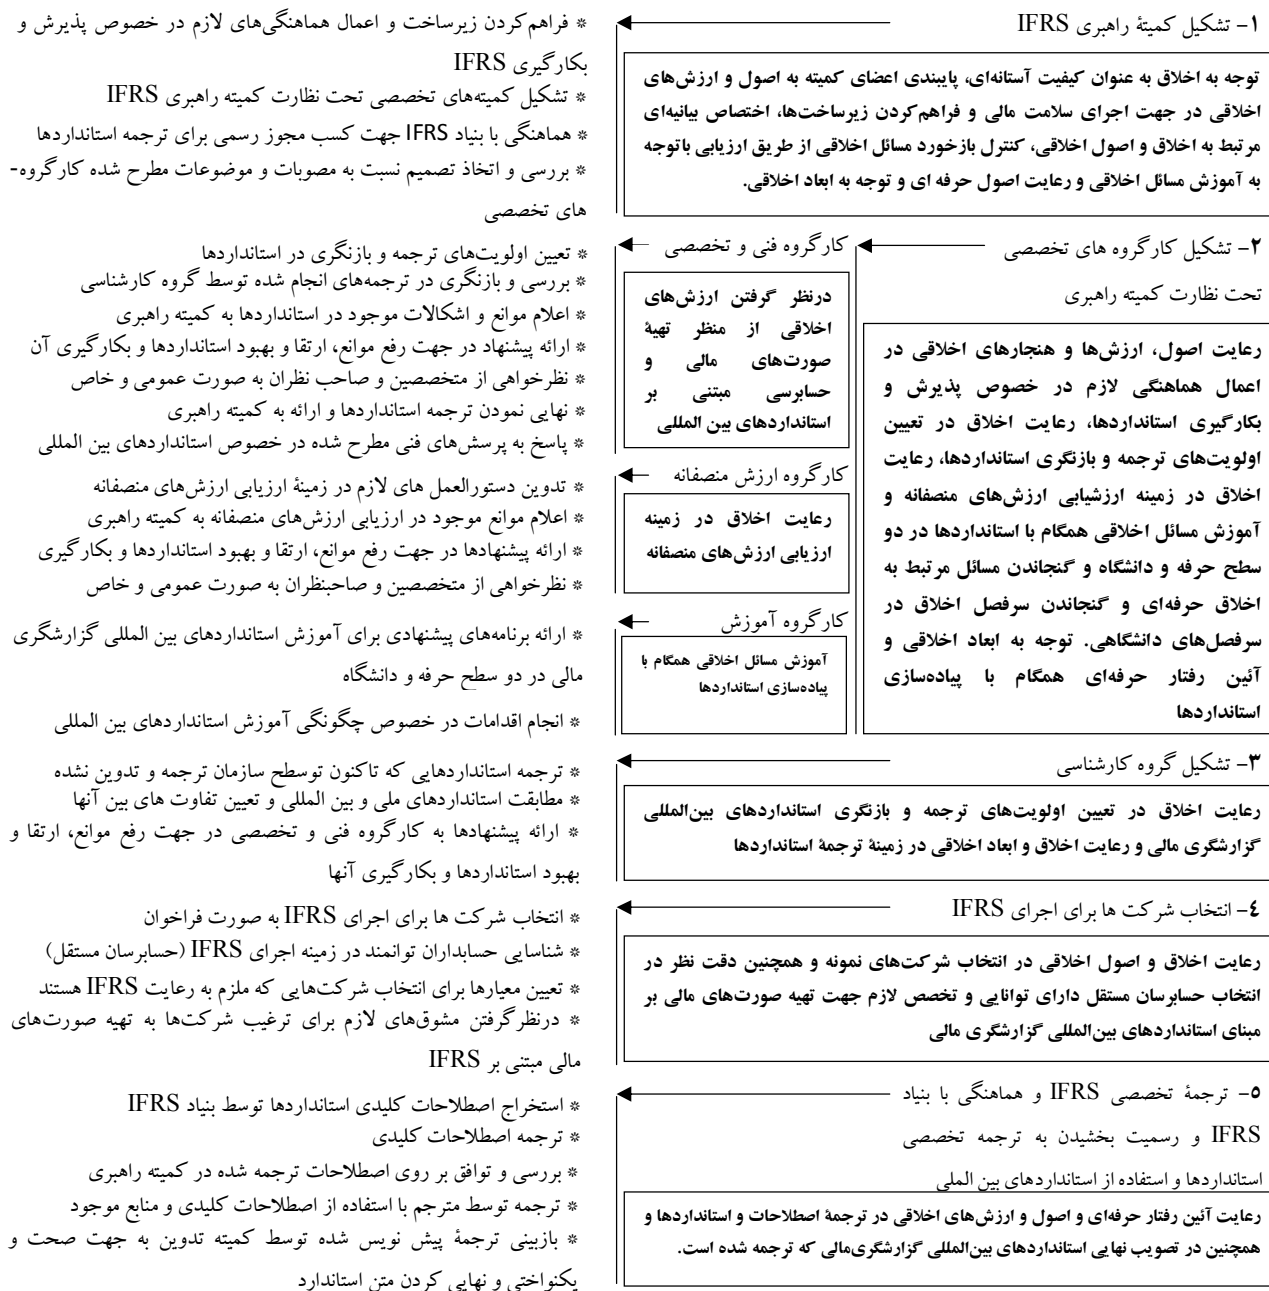 ۱- تشکیل کمیتهٔ راهبری IFRS
توجه به اخلاق به عنوان کیفیت آستانه‌ای، پایبندی اعضای کمیته به اصول و ارزش‌های
اخلاقی در جهت اجرای سلامت مالی و فراهم‌کردن زیرساخت‌ها، اختصاص بیانیه‌ای
مرتبط به اخلاق و اصول اخلاقی، کنترل بازخورد مسائل اخلاقی از طریق ارزیابی باتوجه
به آموزش مسائل اخلاقی و رعایت اصول حرفه ای و توجه به ابعاد اخلاقی.
* فراهم‌کردن زیرساخت و اعمال هماهنگی‌های لازم در خصوص پذیرش و
بکارگیری IFRS
* تشکیل کمیته‌های تخصصی تحت نظارت کمیته راهبری IFRS
* هماهنگی با بنیاد IFRS جهت کسب مجوز رسمی برای ترجمه استانداردها
* بررسی و اتخاذ تصمیم نسبت به مصوبات و موضوعات مطرح شده کارگروه-
های تخصصی
۲- تشکیل کارگروه های تخصصی
تحت نظارت کمیته راهبری
رعایت اصول، ارزش‌ها و هنجارهای اخلاقی در
اعمال هماهنگی لازم در خصوص پذیرش و
بکارگیری استانداردها، رعایت اخلاق در تعیین
اولویت‌های ترجمه و بازنگری استانداردها، رعایت
اخلاق در زمینه ارزشیابی ارزش‌های منصفانه و
آموزش مسائل اخلاقی همگام با استانداردها در دو
سطح حرفه و دانشگاه و گنجاندن مسائل مرتبط به
اخلاق حرفه‌ای و گنجاندن سرفصل اخلاق در
سرفصل‌های دانشگاهی. توجه به ابعاد اخلاقی و
آئین رفتار حرفه‌ای همگام با پیاده‌سازی
استانداردها
کارگروه فنی و تخصصی
درنظر گرفتن ارزش‌های
اخلاقی از منظر تهیهٔ
صورت‌های مالی و
حسابرسی مبتنی بر
استانداردهای بین المللی
* تعیین اولویت‌های ترجمه و بازنگری در استانداردها
* بررسی و بازنگری در ترجمه‌های انجام شده توسط گروه کارشناسی
* اعلام موانع و اشکالات موجود در استانداردها به کمیته راهبری
* ارائه پیشنهاد در جهت رفع موانع، ارتقا و بهبود استانداردها و بکارگیری آن
* نظرخواهی از متخصصین و صاحب نظران به صورت عمومی و خاص
* نهایی نمودن ترجمه استانداردها و ارائه به کمیته راهبری
* پاسخ به پرسش‌های فنی مطرح شده در خصوص استانداردهای بین المللی
کارگروه ارزش منصفانه
رعایت اخلاق در زمینه
ارزیابی ارزش‌های منصفانه
* تدوین دستورالعمل های لازم در زمینهٔ ارزیابی ارزش‌های منصفانه
* اعلام موانع موجود در ارزیابی ارزش‌های منصفانه به کمیته راهبری
* ارائه پیشنهادها در جهت رفع موانع، ارتقا و بهبود استانداردها و بکارگیری
* نظرخواهی از متخصصین و صاحبنظران به صورت عمومی و خاص
کارگروه آموزش
آموزش مسائل اخلاقی همگام با
پیاده‌سازی استانداردها
* ارائه برنامه‌های پیشنهادی برای آموزش استانداردهای بین المللی گزارشگری
مالی در دو سطح حرفه و دانشگاه
* انجام اقدامات در خصوص چگونگی آموزش استانداردهای بین المللی
۳- تشکیل گروه کارشناسی
رعایت اخلاق در تعیین اولویت‌های ترجمه و بازنگری استانداردهای بین‌المللی
گزارشگری مالی و رعایت اخلاق و ابعاد اخلاقی در زمینهٔ ترجمهٔ استانداردها
* ترجمه استانداردهایی که تاکنون توسطح سازمان ترجمه و تدوین نشده
* مطابقت استانداردهای ملی و بین المللی و تعیین تفاوت های بین آنها
* ارائه پیشنهادها به کارگروه فنی و تخصصی در جهت رفع موانع، ارتقا و
بهبود استانداردها و بکارگیری آنها
۴- انتخاب شرکت ها برای اجرای IFRS
رعایت اخلاق و اصول اخلاقی در انتخاب شرکت‌های نمونه و همچنین دقت نظر در
انتخاب حسابرسان مستقل دارای توانایی و تخصص لازم جهت تهیه صورت‌های مالی بر
مبنای استانداردهای بین‌المللی گزارشگری مالی
* انتخاب شرکت ها برای اجرای IFRS به صورت فراخوان
* شناسایی حسابداران توانمند در زمینه اجرای IFRS (حسابرسان مستقل)
* تعیین معیارها برای انتخاب شرکت‌هایی که ملزم به رعایت IFRS هستند
* درنظرگرفتن مشوق‌های لازم برای ترغیب شرکت‌ها به تهیه صورت‌های
مالی مبتنی بر IFRS
۵- ترجمهٔ تخصصی IFRS و هماهنگی با بنیاد
IFRS و رسمیت بخشیدن به ترجمه تخصصی
استانداردها و استفاده از استانداردهای بین الملی
رعایت آئین رفتار حرفه‌ای و اصول و ارزش‌های اخلاقی در ترجمهٔ اصطلاحات و استانداردها و
همچنین در تصویب نهایی استانداردهای بین‌المللی گزارشگری‌مالی که ترجمه شده است.
* استخراج اصطلاحات کلیدی استانداردها توسط بنیاد IFRS
* ترجمه اصطلاحات کلیدی
* بررسی و توافق بر روی اصطلاحات ترجمه شده در کمیته راهبری
* ترجمه توسط مترجم با استفاده از اصطلاحات کلیدی و منابع موجود
* بازبینی ترجمهٔ پیش نویس شده توسط کمیته تدوین به جهت صحت و
یکنواختی و نهایی کردن متن استاندارد